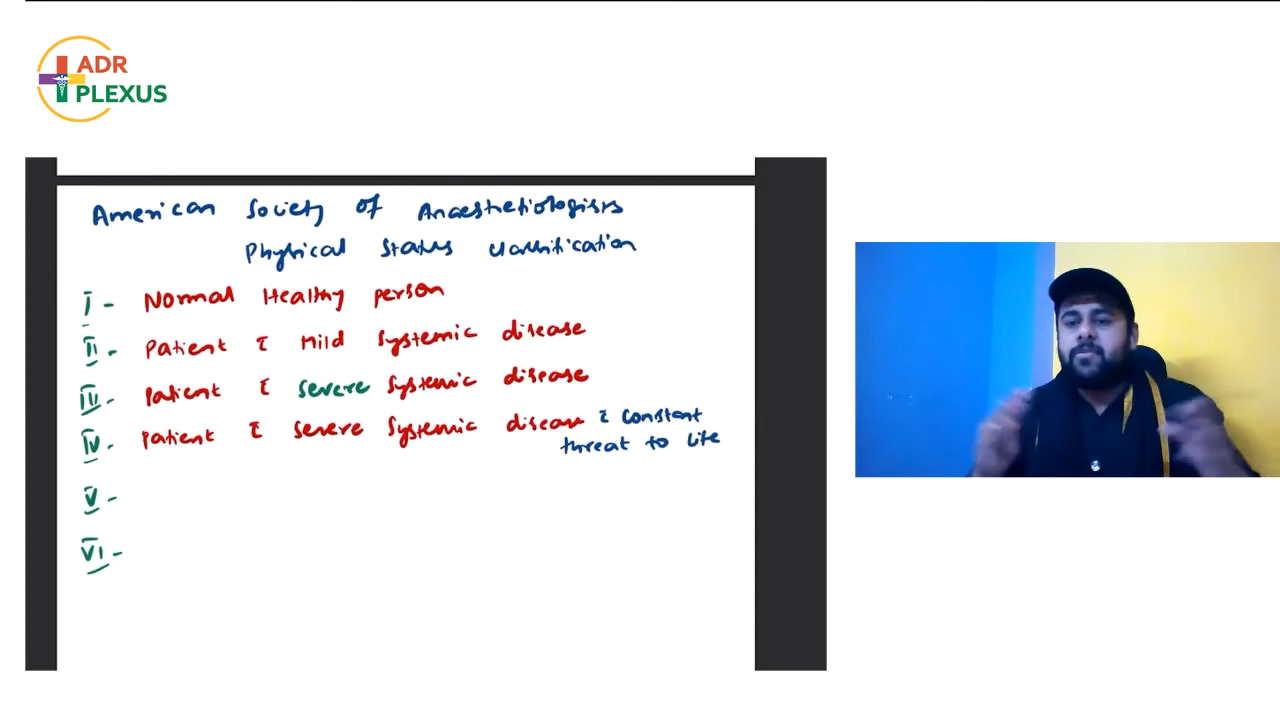 ADR
PLEXUS
American Society of Anaesthetiologists
Physical Status Classification
I - Normal Healthy person
II - Patient c̄ Mild Systemic disease
III - Patient c̄ severe Systemic disease
IV - Patient c̄ severe Systemic disease c̄ constant
threat to life
V -
VI -